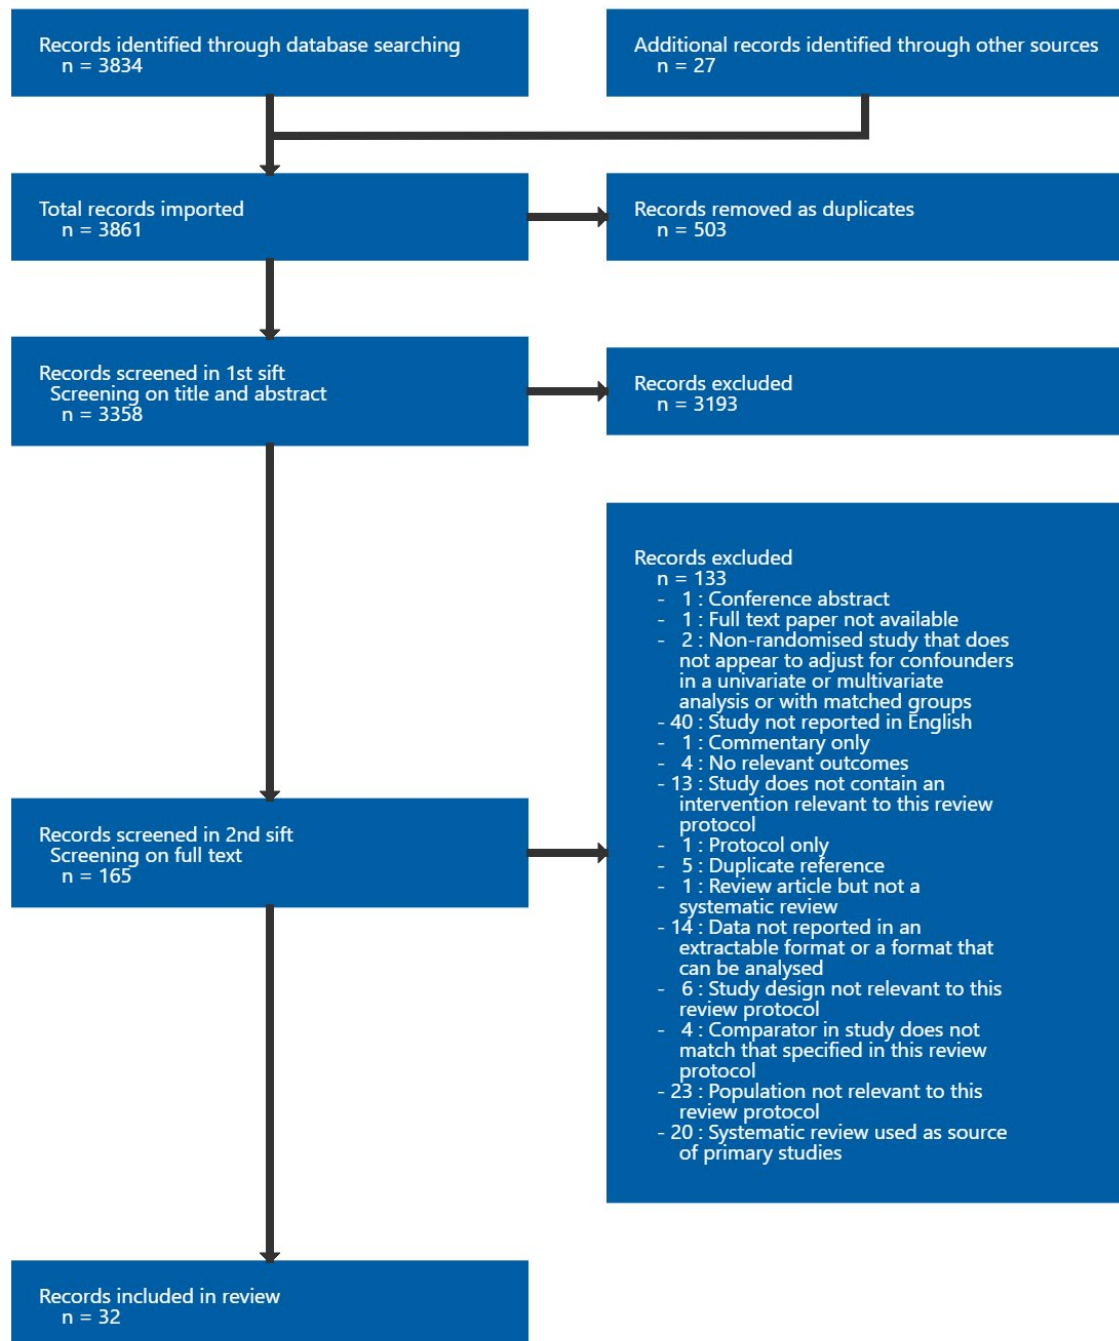 Records identified through database searching
n = 3834
Additional records identified through other sources
n = 27
Total records imported
n = 3861
Records removed as duplicates
n = 503
Records screened in 1st sift
Screening on title and abstract
n = 3358
Records excluded
n = 3193
Records excluded
n = 133
- 1 : Conference abstract
- 1 : Full text paper not available
- 2 : Non-randomised study that does
not appear to adjust for confounders
in a univariate or multivariate
analysis or with matched groups
- 40 : Study not reported in English
- 1 : Commentary only
- 4 : No relevant outcomes
- 13 : Study does not contain an
intervention relevant to this review
protocol
- 1 : Protocol only
- 5 : Duplicate reference
- 1 : Review article but not a
systematic review
- 14 : Data not reported in an
extractable format or a format that
can be analysed
- 6 : Study design not relevant to this
review protocol
- 4 : Comparator in study does not
match that specified in this review
protocol
- 23 : Population not relevant to this
review protocol
- 20 : Systematic review used as source
of primary studies
Records screened in 2nd sift
Screening on full text
n = 165
Records included in review
n = 32